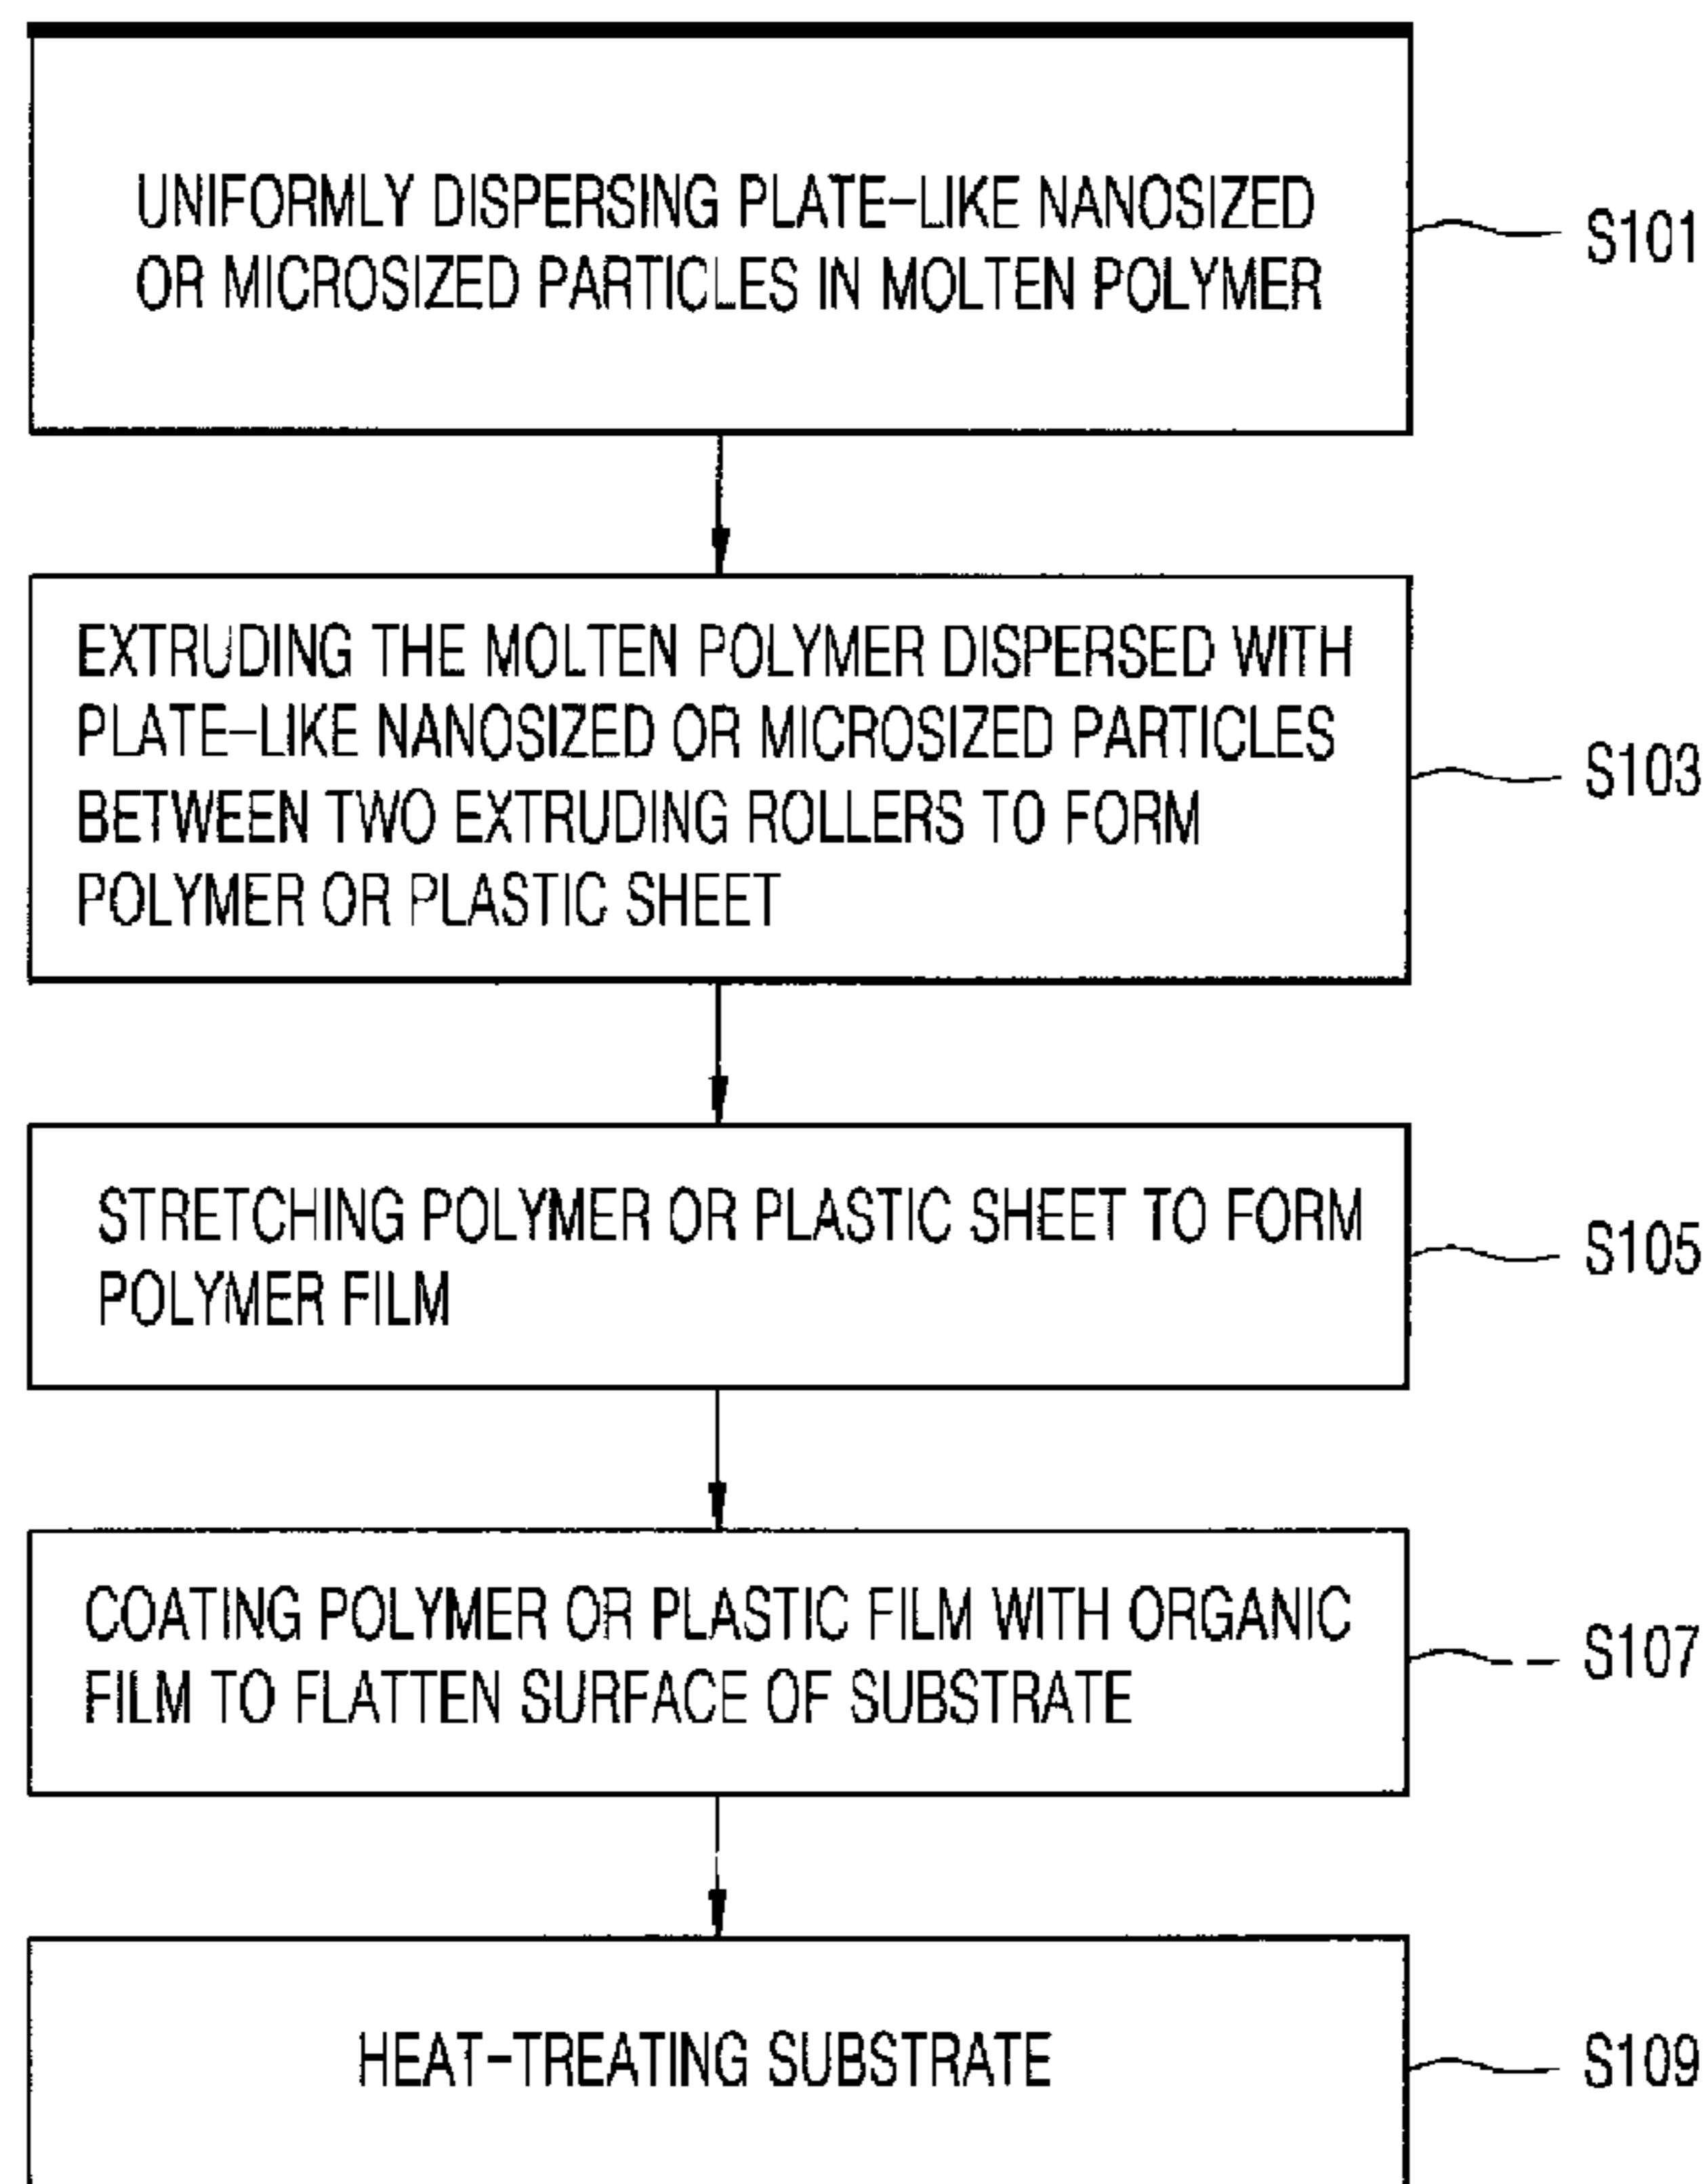 UNIFORMLY DISPERSING PLATE-LIKE NANOSIZED
OR MICROSIZED PARTICLES IN MOLTEN POLYMER
S101
EXTRUDING THE MOLTEN POLYMER DISPERSED WITH
PLATE-LIKE NANOSIZED OR MICROSIZED PARTICLES
BETWEEN TWO EXTRUDING ROLLERS TO FORM
POLYMER OR PLASTIC SHEET
S103
STRETCHING POLYMER OR PLASTIC SHEET TO FORM
POLYMER FILM
S105
COATING POLYMER OR PLASTIC FILM WITH ORGANIC
FILM TO FLATTEN SURFACE OF SUBSTRATE
S107
HEAT-TREATING SUBSTRATE
S109